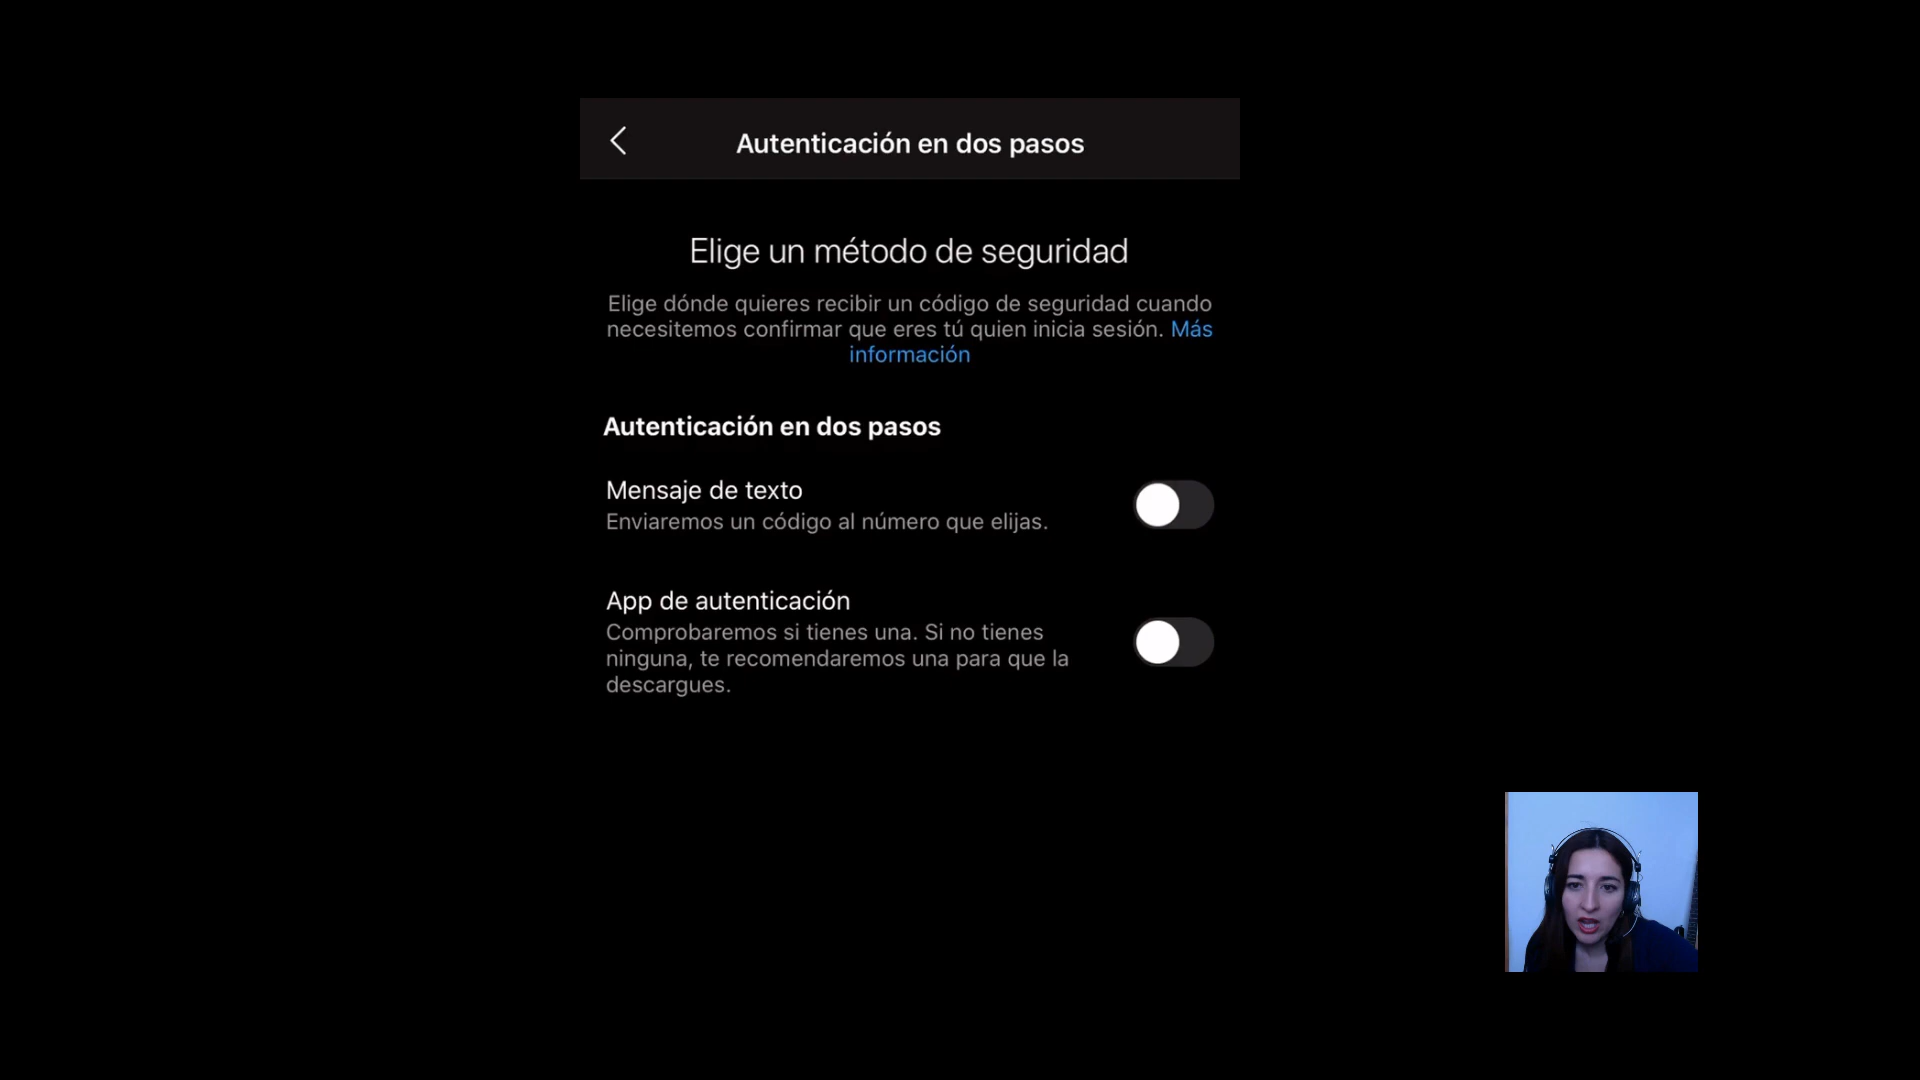 Autenticación en dos pasos
Elige un método de seguridad
Elige dónde quieres recibir un código de seguridad cuando
necesitemos confirmar que eres tú quien inicia sesión. Más
información
Autenticación en dos pasos
Mensaje de texto
Enviaremos un código al número que elijas.
App de autenticación
Comprobaremos si tienes una. Si no tienes
ninguna, te recomendaremos una para que la
descargues.